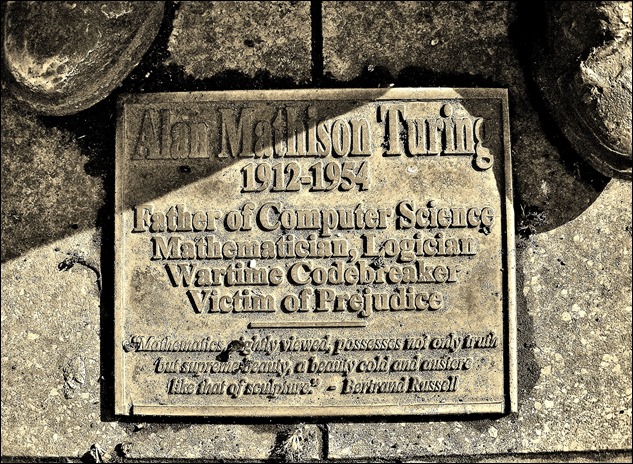 Alan Mathison Turing
1912-1954
Father of Computer Science
Mathematician, Logician
Wartime Codebreaker
Victim of Prejudice
"Mathematics, rightly viewed, possesses not only truth
but supreme beauty, a beauty cold and austere
like that of sculpture." - Bertrand Russell